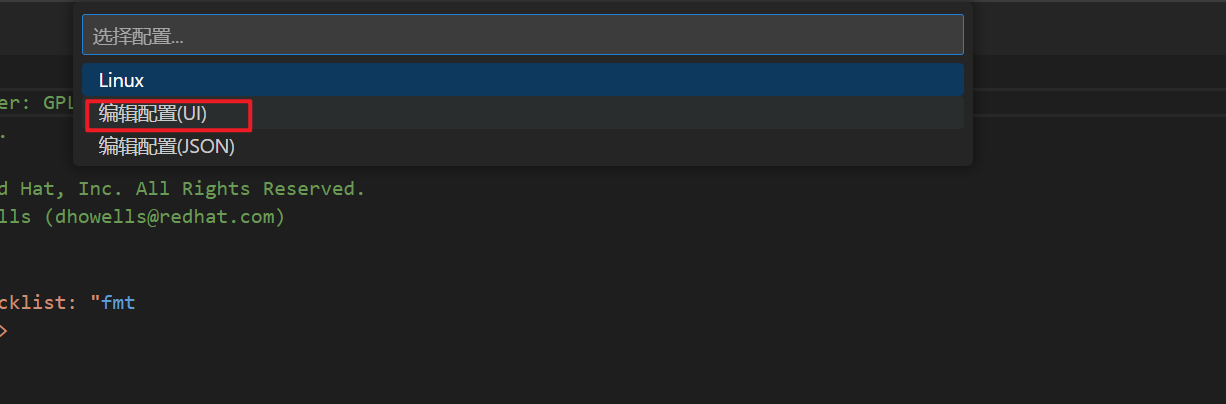 选择配置...
Linux
编辑配置(UI)
编辑配置(JSON)
er: GPL
.
d Hat, Inc. All Rights Reserved.
lls (dhowells@redhat.com)
cklist: "fmt
>